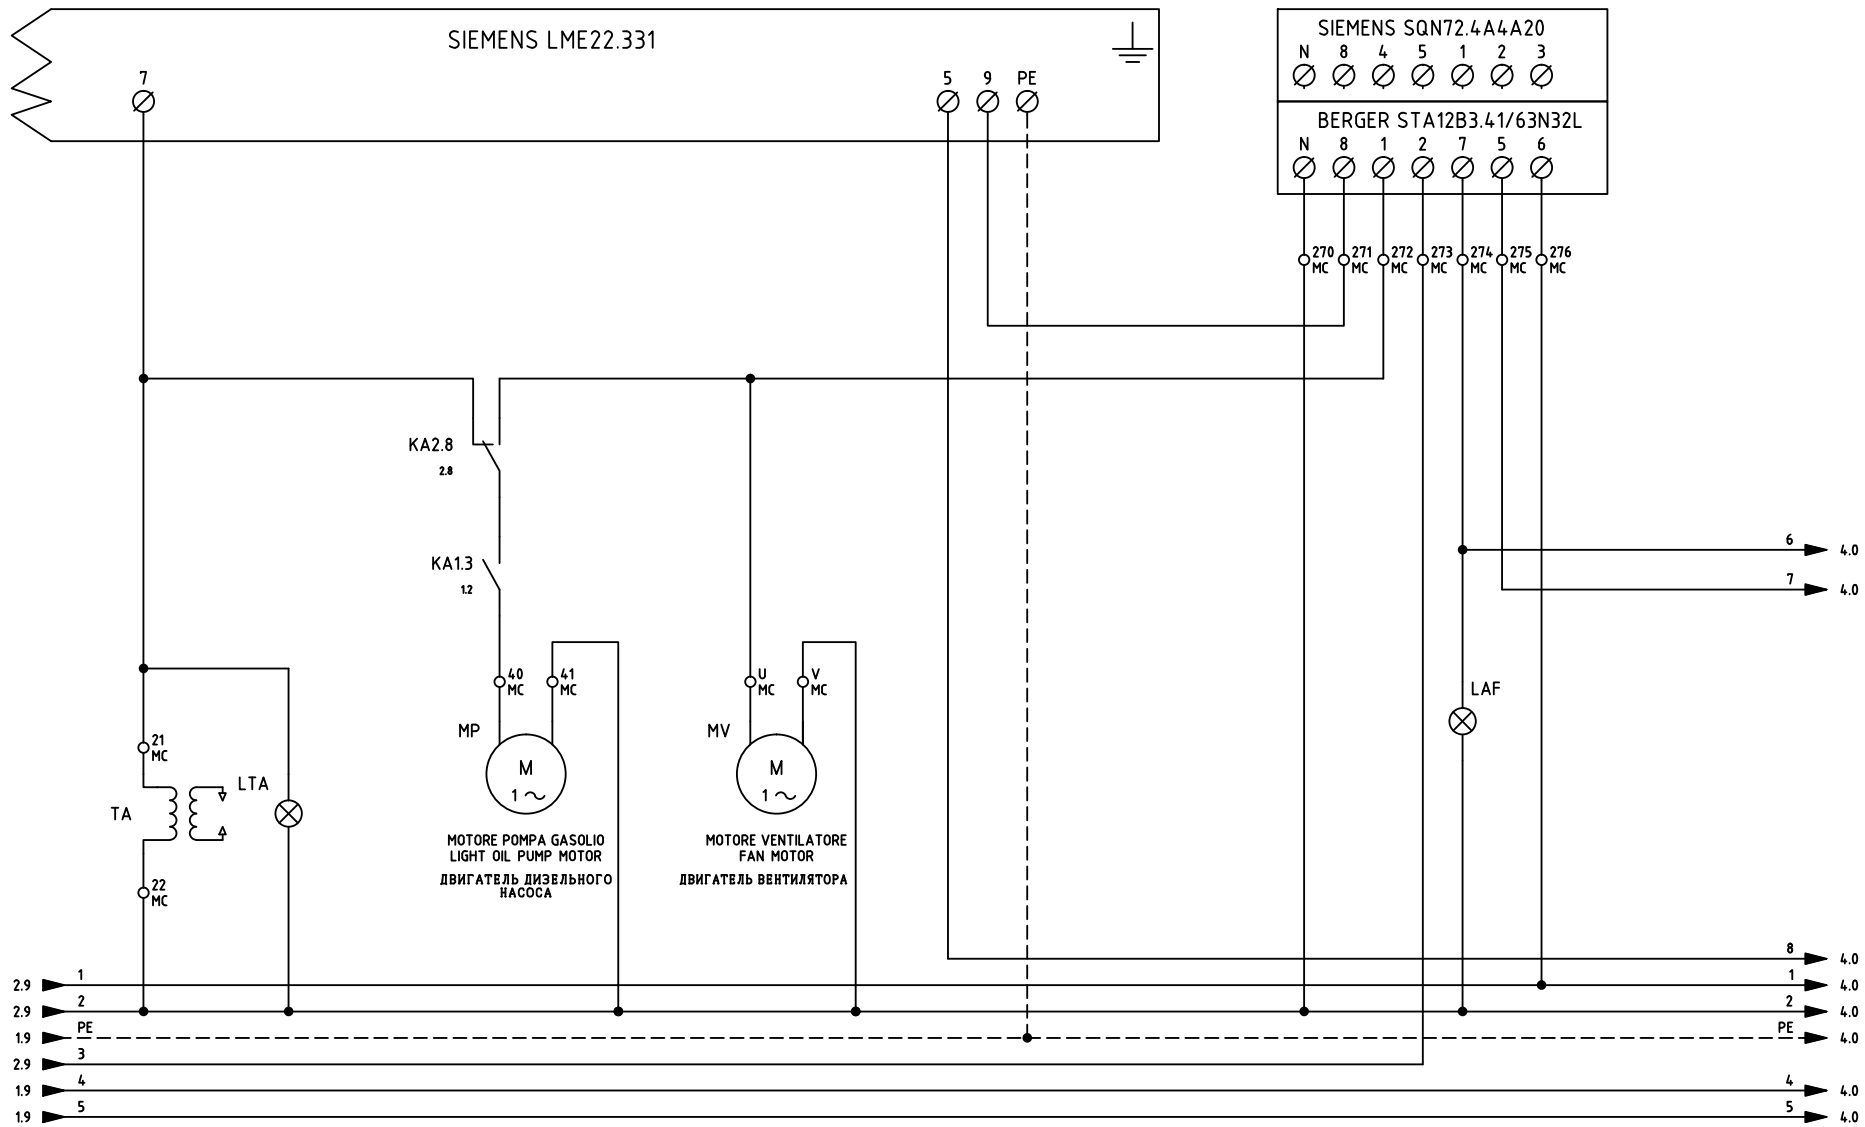 SIEMENS LME22.331
7
5 9 PE
SIEMENS SQN72.4A4A20
N 8 4 5 1 2 3
BERGER STA12B3.41/63N32L
N 8 1 2 7 5 6
270 271 272 273 274 275 276
MC MC MC MC MC MC MC
KA2.8
2.8
KA1.3
1.2
6 4.0
7 4.0
40 41 U V
MC MC MC MC
LAF
MP MV
21
MC
M M
1 1
LTA
TA
MOTORE POMPA GASOLIO
LIGHT OIL PUMP MOTOR
ДВИГАТЕЛЬ ДИЗЕЛЬНОГО
НАСОСА
MOTORE VENTILATORE
FAN MOTOR
ДВИГАТЕЛЬ ВЕНТИЛЯТОРА
22
MC
8 4.0
2.9 1 1 4.0
2.9 2 2 4.0
1.9 PE PE 4.0
2.9 3
1.9 4 4 4.0
1.9 5 5 4.0